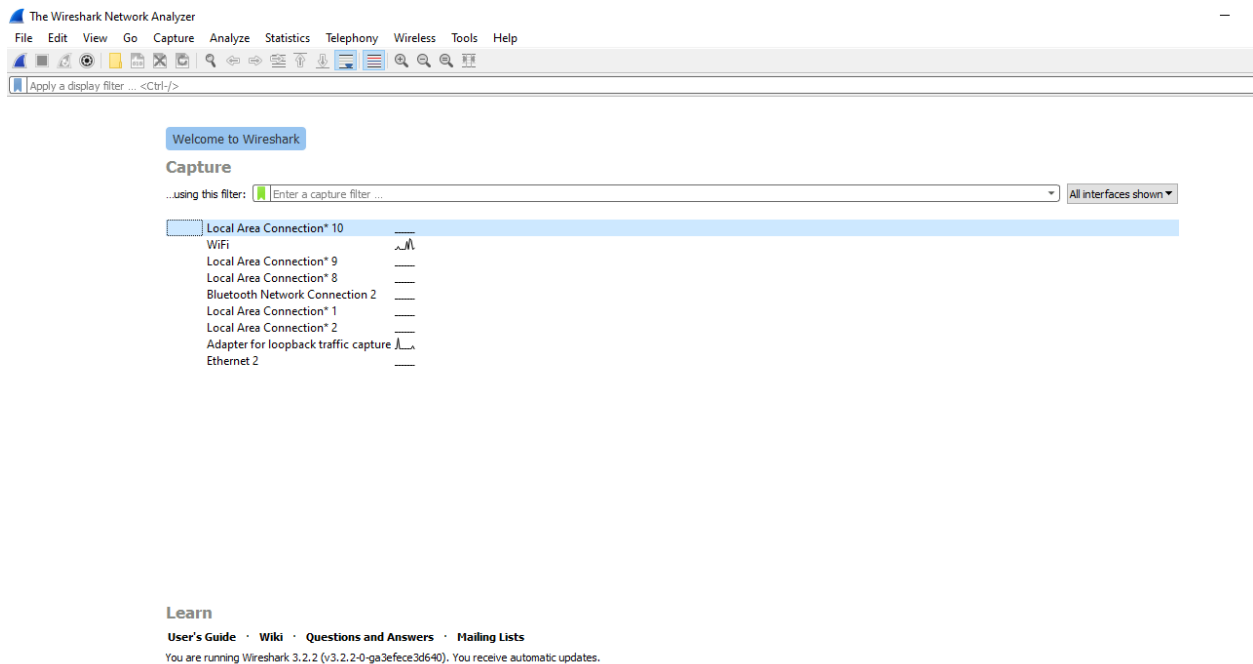 The Wireshark Network Analyzer
File Edit View Go Capture Analyze Statistics Telephony Wireless Tools Help
Apply a display filter ... <Ctrl-/>
Welcome to Wireshark
Capture
...using this filter: Enter a capture filter ... All interfaces shown
Local Area Connection* 10
WiFi
Local Area Connection* 9
Local Area Connection* 8
Bluetooth Network Connection 2
Local Area Connection* 1
Local Area Connection* 2
Adapter for loopback traffic capture
Ethernet 2
Learn
User's Guide · Wiki · Questions and Answers · Mailing Lists
You are running Wireshark 3.2.2 (v3.2.2-0-ga3efece3d640). You receive automatic updates.